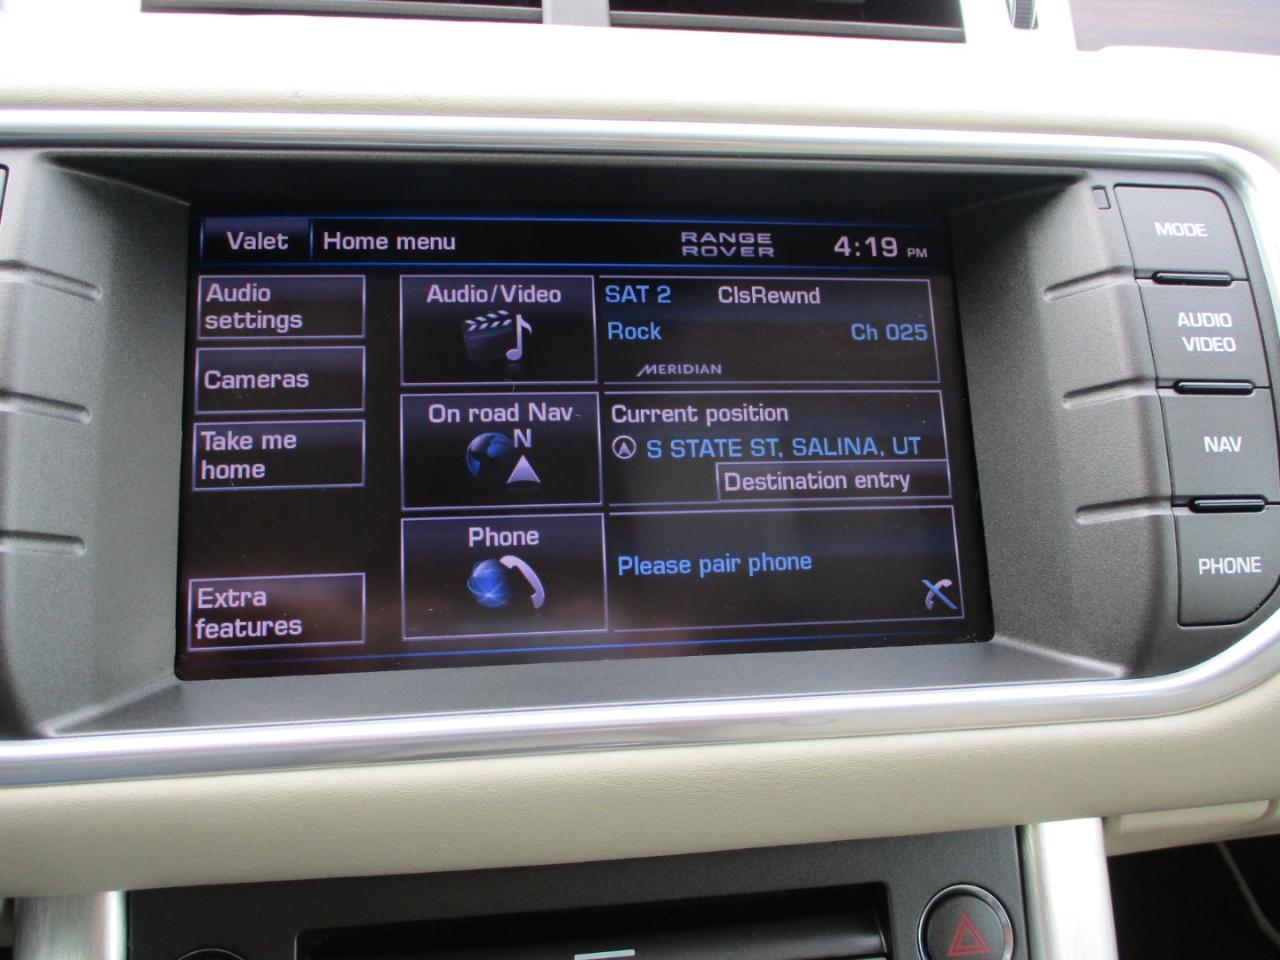 Valet
Home menu
RANGE
ROVER
4:19 PM
Audio
settings
Cameras
Take me
home
Extra
features
Audio/Video
SAT 2
ClsRewnd
Rock
Ch 025
MERIDIAN
On road Nav
N
Current position
S STATE ST, SALINA, UT
Destination entry
Phone
Please pair phone
MODE
AUDIO
VIDEO
NAV
PHONE